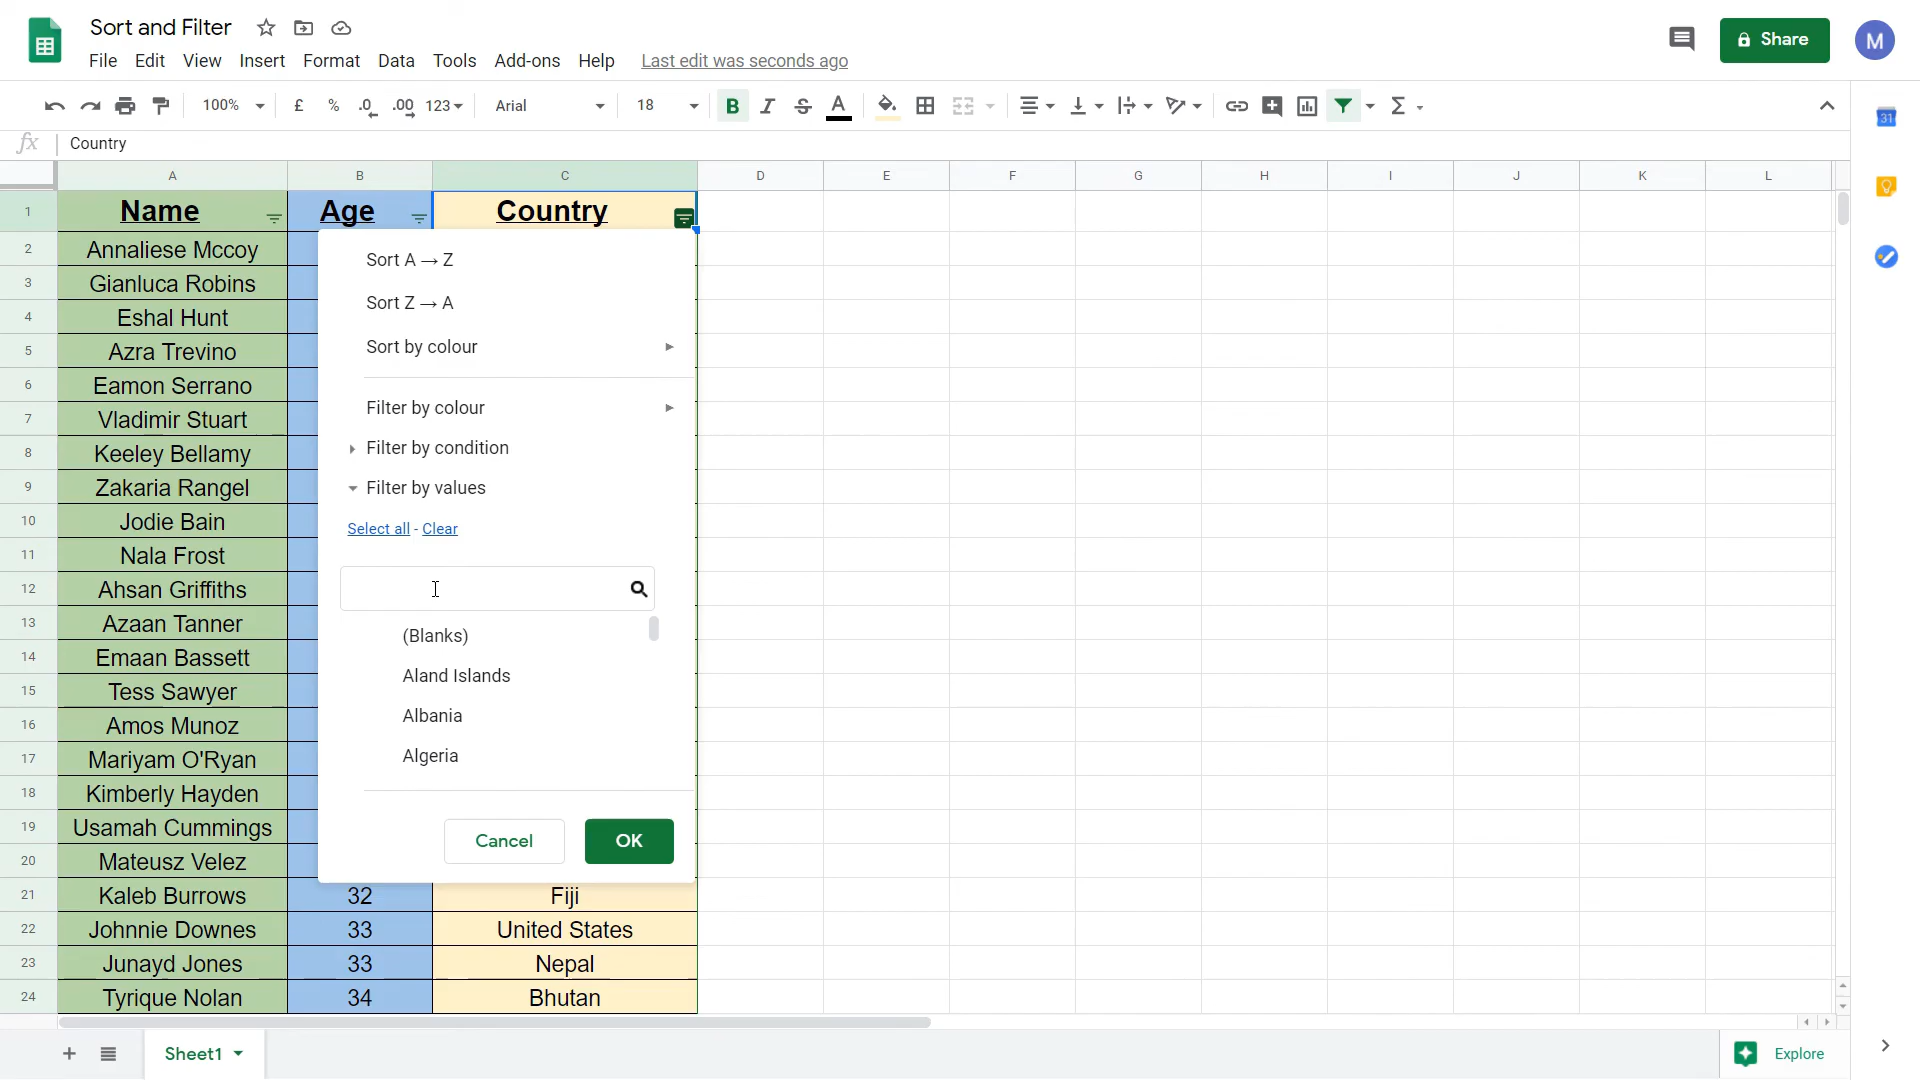 Sort and Filter
File Edit View Insert Format Data Tools Add-ons Help Last edit was seconds ago
Share
M
100% £ % .0 .00 123 Arial 18 B I S A Σ
31
fx Country
A B C D E F G H I J K L
1 Name Age Country
2 Annaliese Mccoy
3 Gianluca Robins
4 Eshal Hunt
5 Azra Trevino
6 Eamon Serrano
7 Vladimir Stuart
8 Keeley Bellamy
9 Zakaria Rangel
10 Jodie Bain
11 Nala Frost
12 Ahsan Griffiths
13 Azaan Tanner
14 Emaan Bassett
15 Tess Sawyer
16 Amos Munoz
17 Mariyam O'Ryan
18 Kimberly Hayden
19 Usamah Cummings
20 Mateusz Velez
21 Kaleb Burrows 32 Fiji
22 Johnnie Downes 33 United States
23 Junayd Jones 33 Nepal
24 Tyrique Nolan 34 Bhutan
Sort A → Z
Sort Z → A
Sort by colour
Filter by colour
Filter by condition
Filter by values
Select all - Clear
(Blanks)
Aland Islands
Albania
Algeria
Cancel OK
Sheet1
Explore